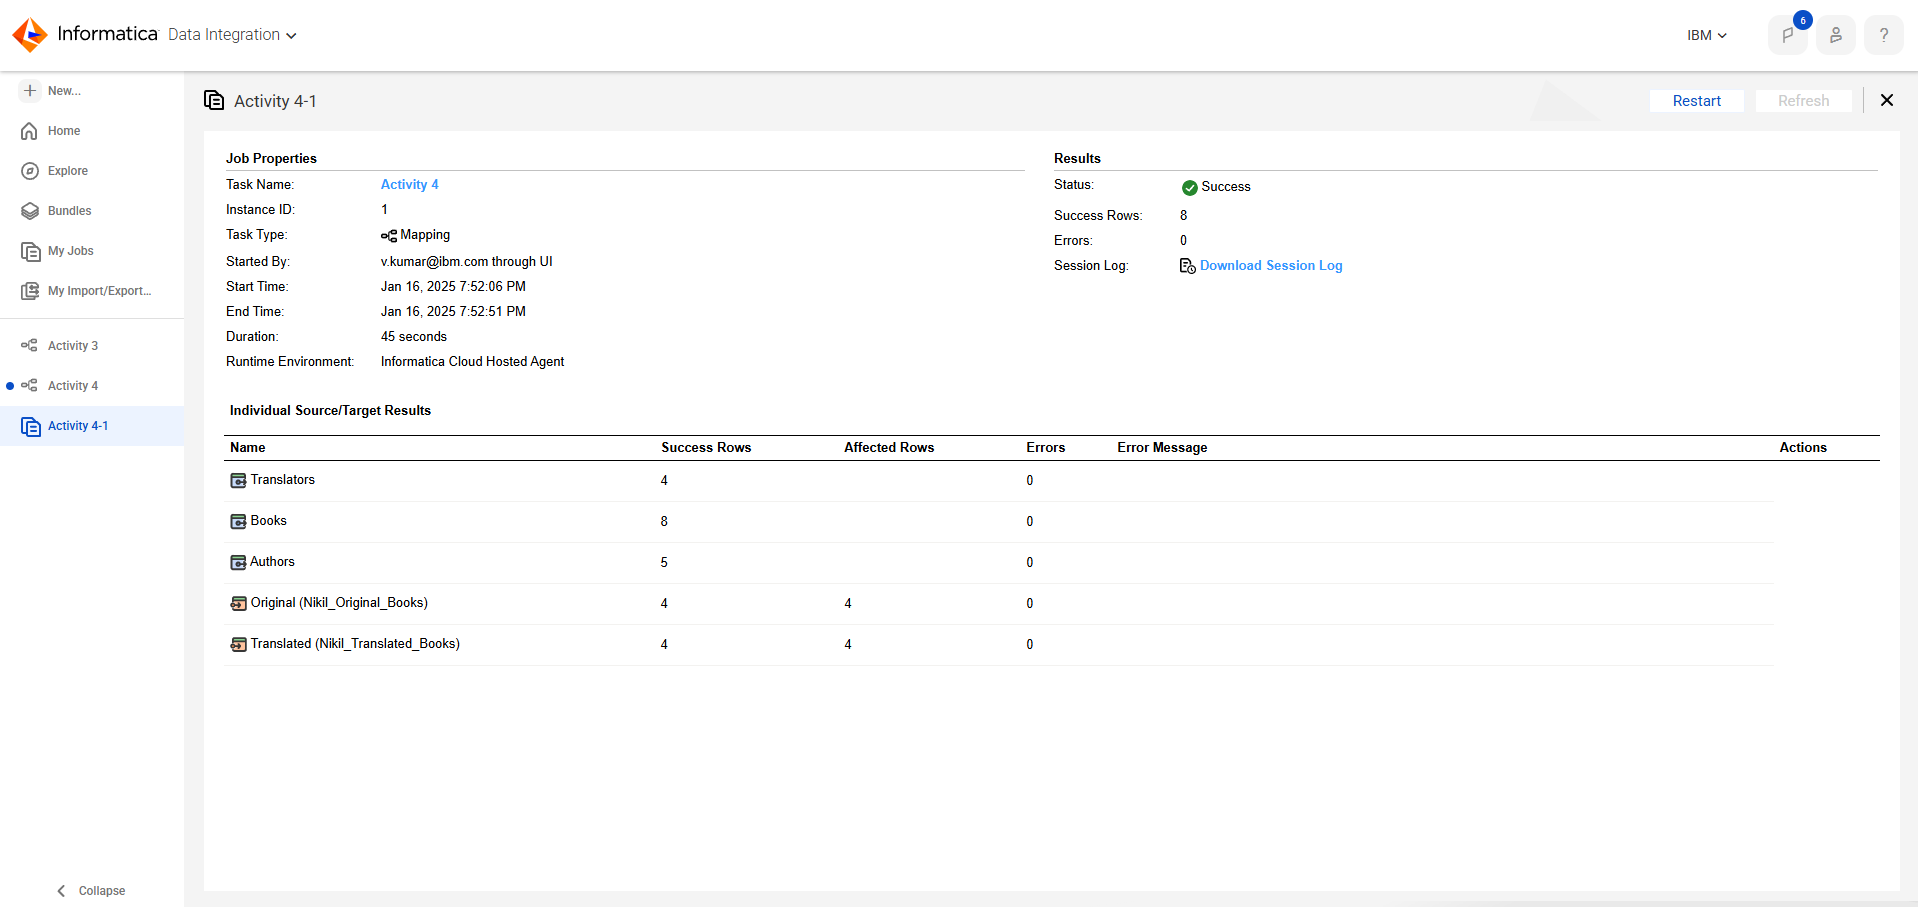 Informatica Data Integration
IBM
6
?
New...
Home
Explore
Bundles
My Jobs
My Import/Export...
Activity 3
Activity 4
Activity 4-1
Collapse
Activity 4-1
Restart Refresh
Job Properties
Task Name: Activity 4
Instance ID: 1
Task Type: Mapping
Started By: v.kumar@ibm.com through UI
Start Time: Jan 16, 2025 7:52:06 PM
End Time: Jan 16, 2025 7:52:51 PM
Duration: 45 seconds
Runtime Environment: Informatica Cloud Hosted Agent
Results
Status: Success
Success Rows: 8
Errors: 0
Session Log: Download Session Log
Individual Source/Target Results
Name Success Rows Affected Rows Errors Error Message Actions
Translators 4 0
Books 8 0
Authors 5 0
Original (Nikil_Original_Books) 4 4 0
Translated (Nikil_Translated_Books) 4 4 0